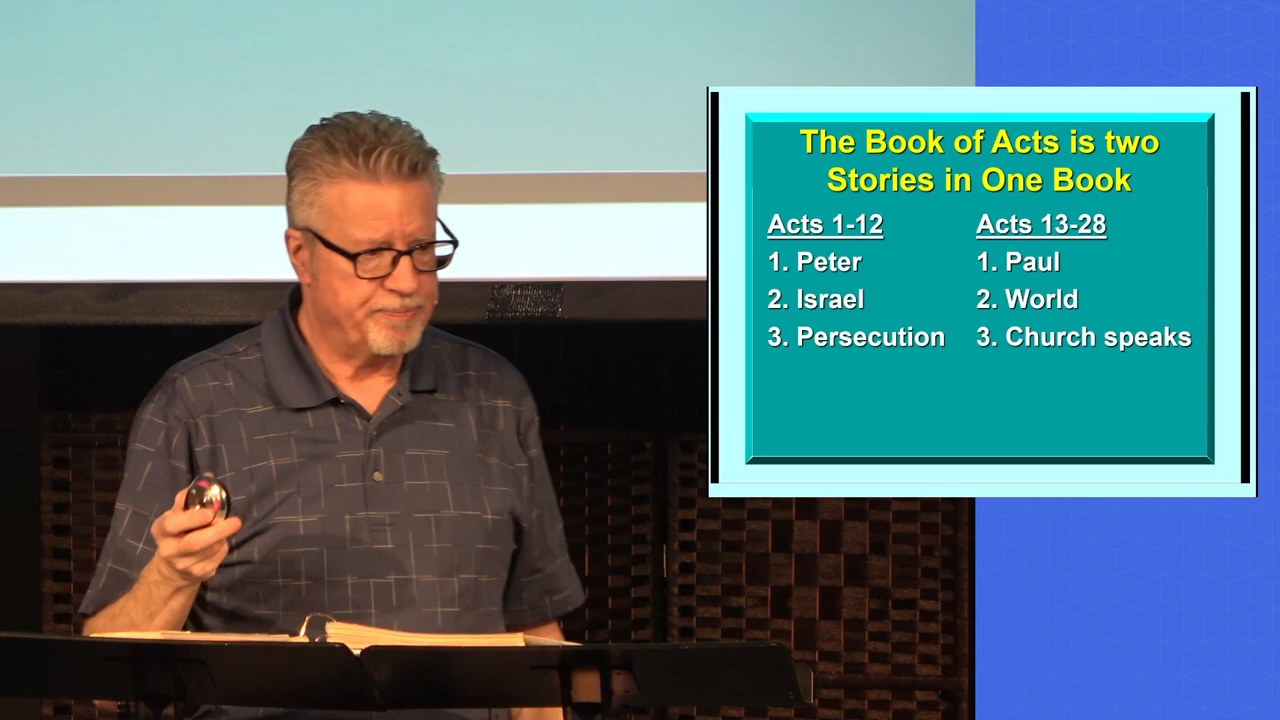 The Book of Acts is two
Stories in One Book
Acts 1-12
1. Peter
2. Israel
3. Persecution
Acts 13-28
1. Paul
2. World
3. Church speaks